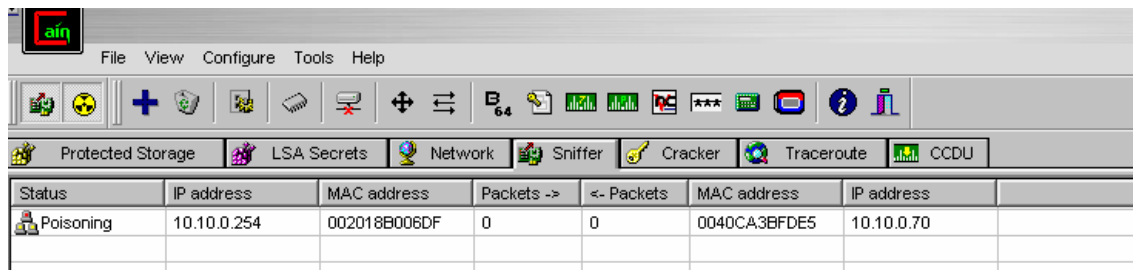 Caín
File View Configure Tools Help
B64 ***
Protected Storage LSA Secrets Network Sniffer Cracker Traceroute CCDU
Status IP address MAC address Packets -> <- Packets MAC address IP address
Poisoning 10.10.0.254 002018B006DF 0 0 0040CA3BFDE5 10.10.0.70